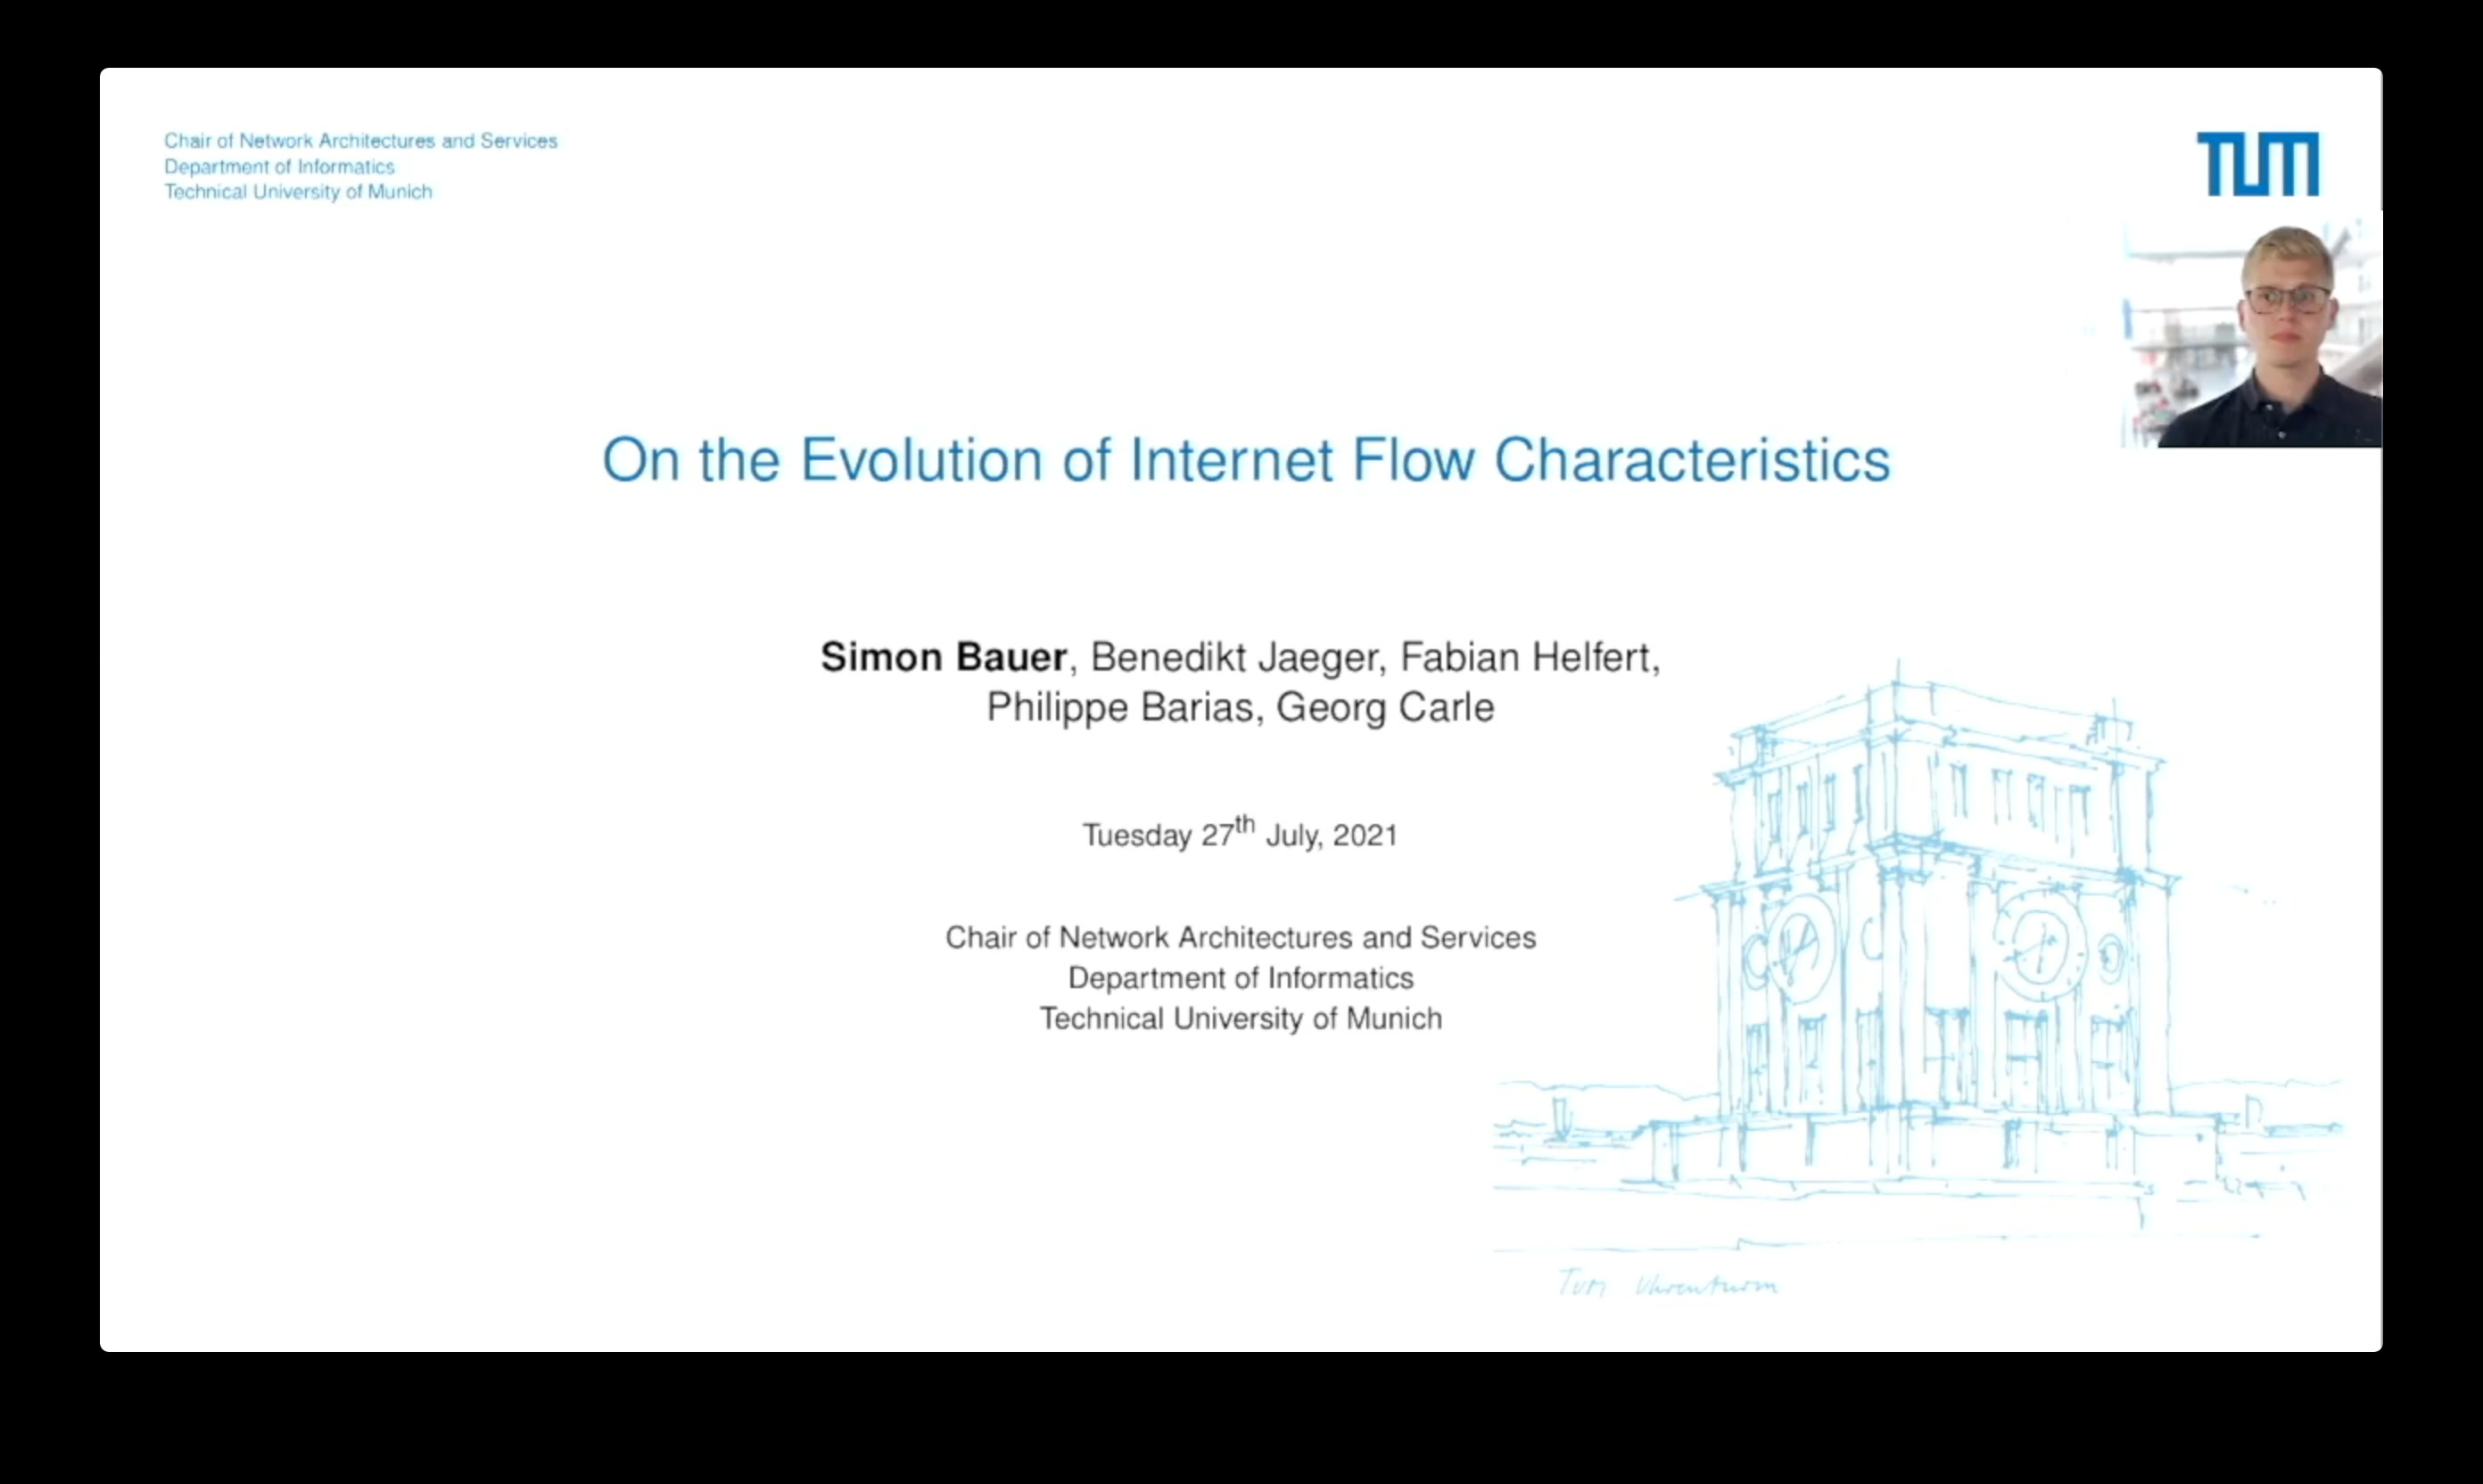 Chair of Network Architectures and Services
Department of Informatics
Technical University of Munich
TUM
On the Evolution of Internet Flow Characteristics
Simon Bauer, Benedikt Jaeger, Fabian Helfert,
Philippe Barias, Georg Carle
Tuesday 27th July, 2021
Chair of Network Architectures and Services
Department of Informatics
Technical University of Munich
TUM Uhrenturm